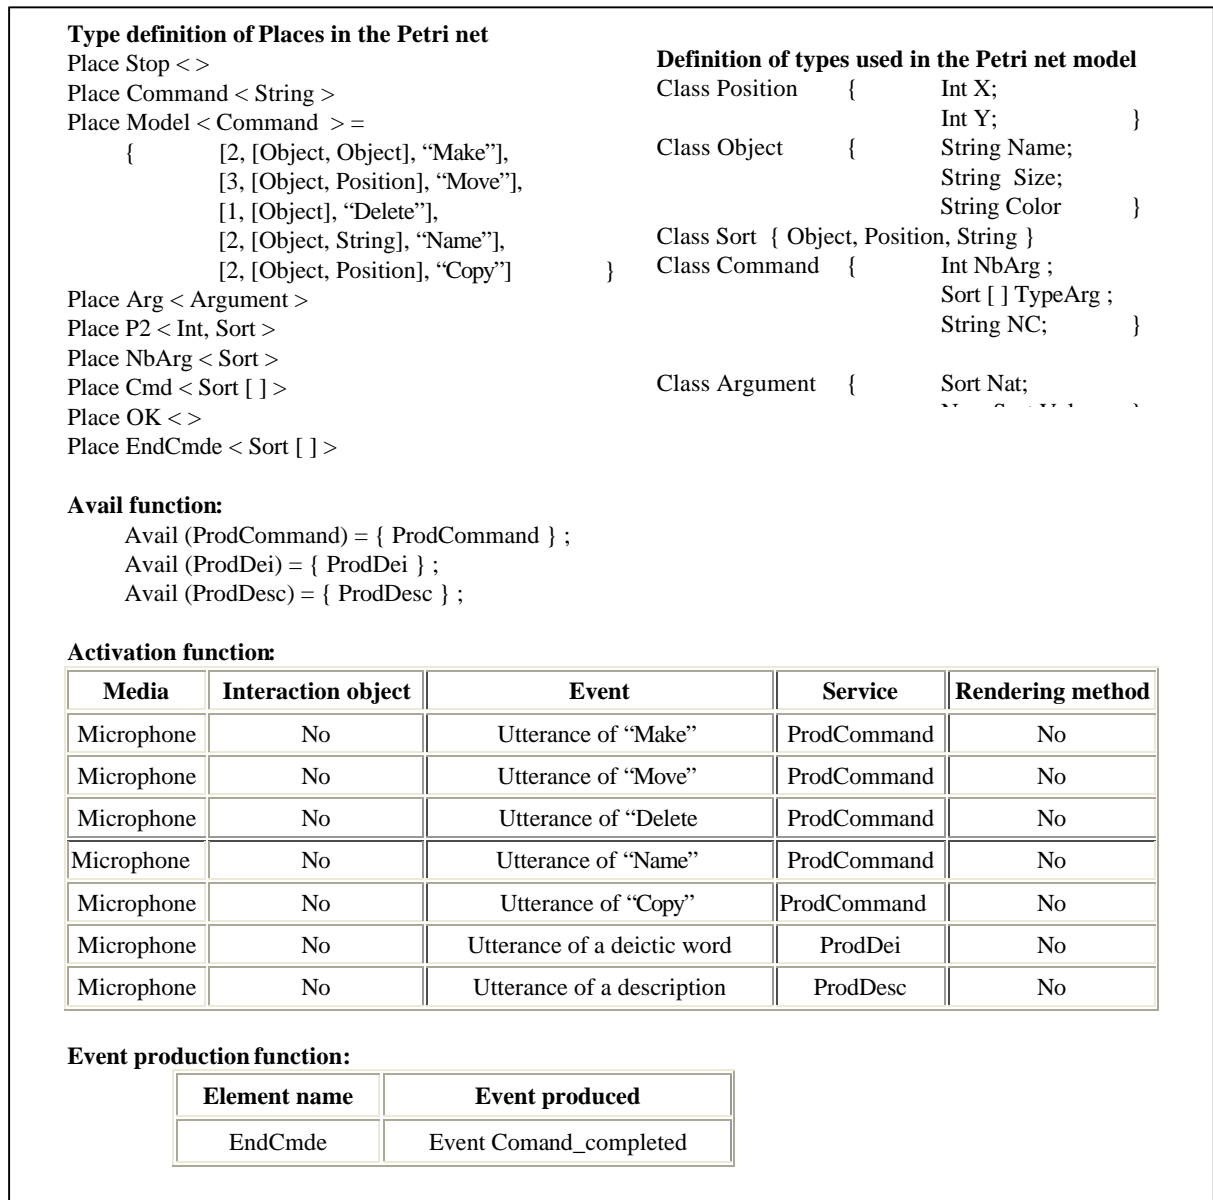 Type definition of Places in the Petri net
Place Stop < >
Place Command < String >
Place Model < Command > =
{ [2, [Object, Object], “Make”],
[3, [Object, Position], “Move”],
[1, [Object], “Delete”],
[2, [Object, String], “Name”],
[2, [Object, Position], “Copy”] }
Place Arg < Argument >
Place P2 < Int, Sort >
Place NbArg < Sort >
Place Cmd < Sort [ ] >
Place OK < >
Place EndCmde < Sort [ ] >
Definition of types used in the Petri net model
Class Position { Int X;
Int Y; }
Class Object { String Name;
String Size;
String Color }
Class Sort { Object, Position, String }
Class Command { Int NbArg ;
Sort [ ] TypeArg ;
String NC; }
Class Argument { Sort Nat;
Avail function:
Avail (ProdCommand) = { ProdCommand } ;
Avail (ProdDei) = { ProdDei } ;
Avail (ProdDesc) = { ProdDesc } ;
Activation function:
Media Interaction object Event Service Rendering method
Microphone No Utterance of “Make” ProdCommand No
Microphone No Utterance of “Move” ProdCommand No
Microphone No Utterance of “Delete ProdCommand No
Microphone No Utterance of “Name” ProdCommand No
Microphone No Utterance of “Copy” ProdCommand No
Microphone No Utterance of a deictic word ProdDei No
Microphone No Utterance of a description ProdDesc No
Event production function:
Element name Event produced
EndCmde Event Comand_completed